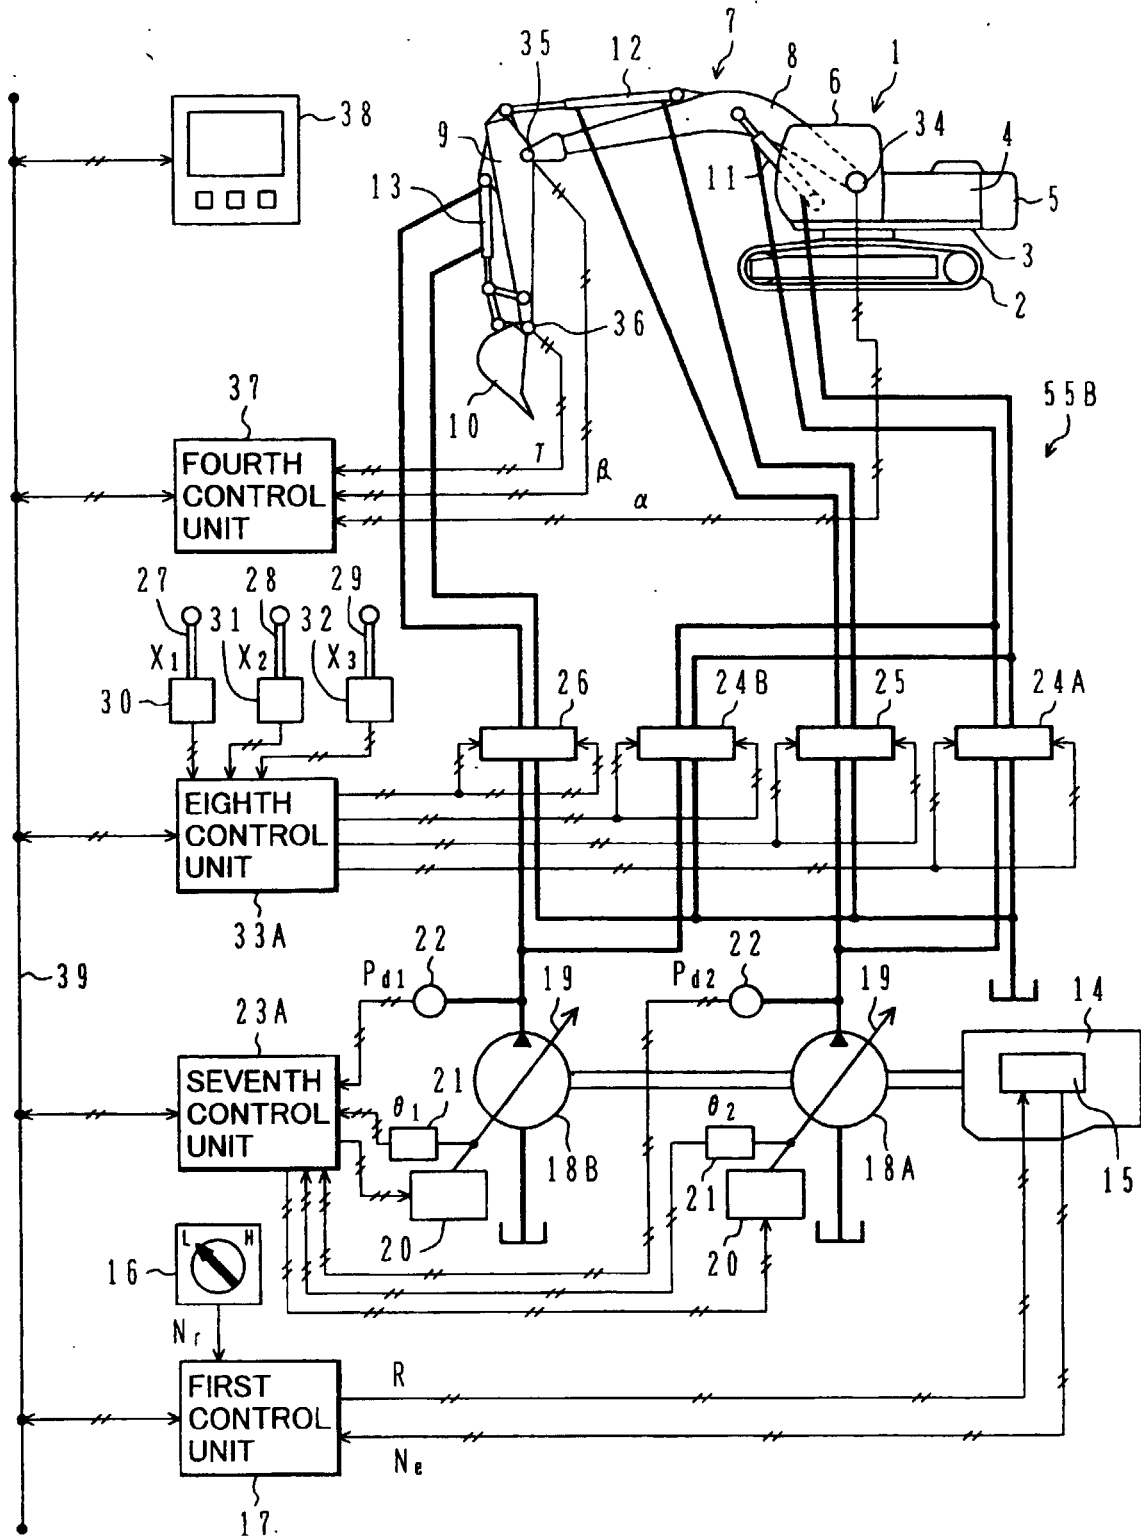 7
35
12
8
1
6
34
38
9
4
13
11
5
3
2
36
37
10
55B
γ
FOURTH
CONTROL
UNIT
β
α
27
28
29
31
32
X1
X2
X3
30
26
24B
25
24A
EIGHTH
CONTROL
UNIT
33A
39
22
Pd1
19
22
Pd2
19
14
23A
SEVENTH
CONTROL
UNIT
θ1
21
θ2
18B
21
18A
15
20
20
L
H
16
Nr
FIRST
CONTROL
UNIT
R
Ne
17